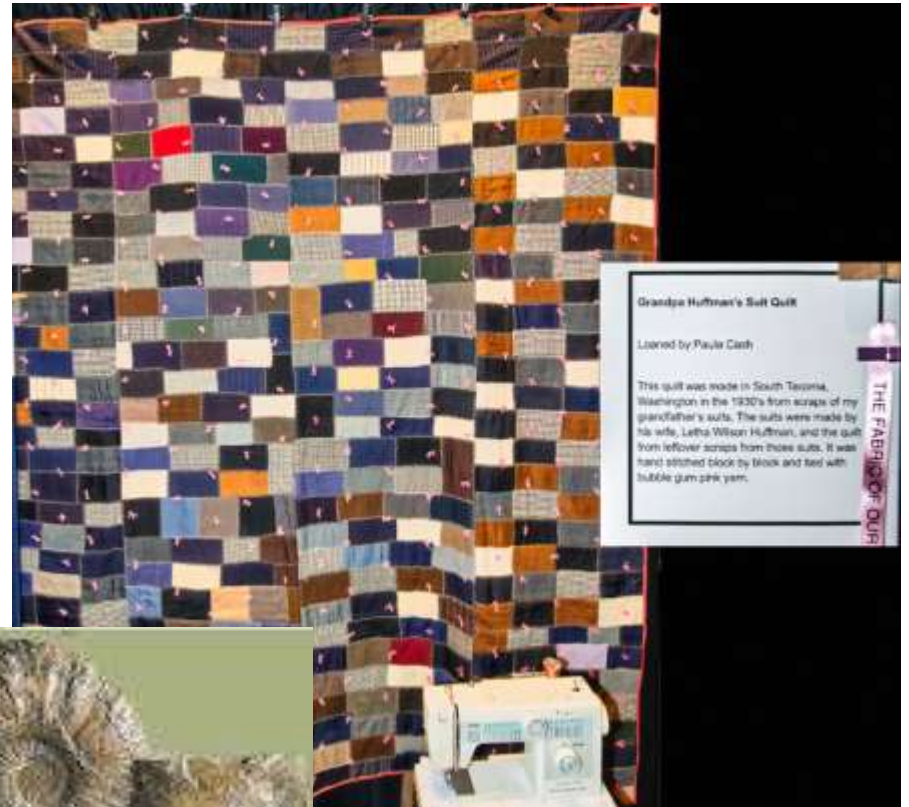 Grandpa Huffman's Suit Quilt
Loaned by Paula Cash
This quilt was made in South Tacoma,
Washington in the 1930's from scraps of my
grandfather's suits. The suits were made by
his wife, Letha Wilson Huffman, and the quilt
from leftover scraps from those suits. It was
hand stitched block by block and tied with
bubble gum pink yarn.
THE FABRIC OF OUR